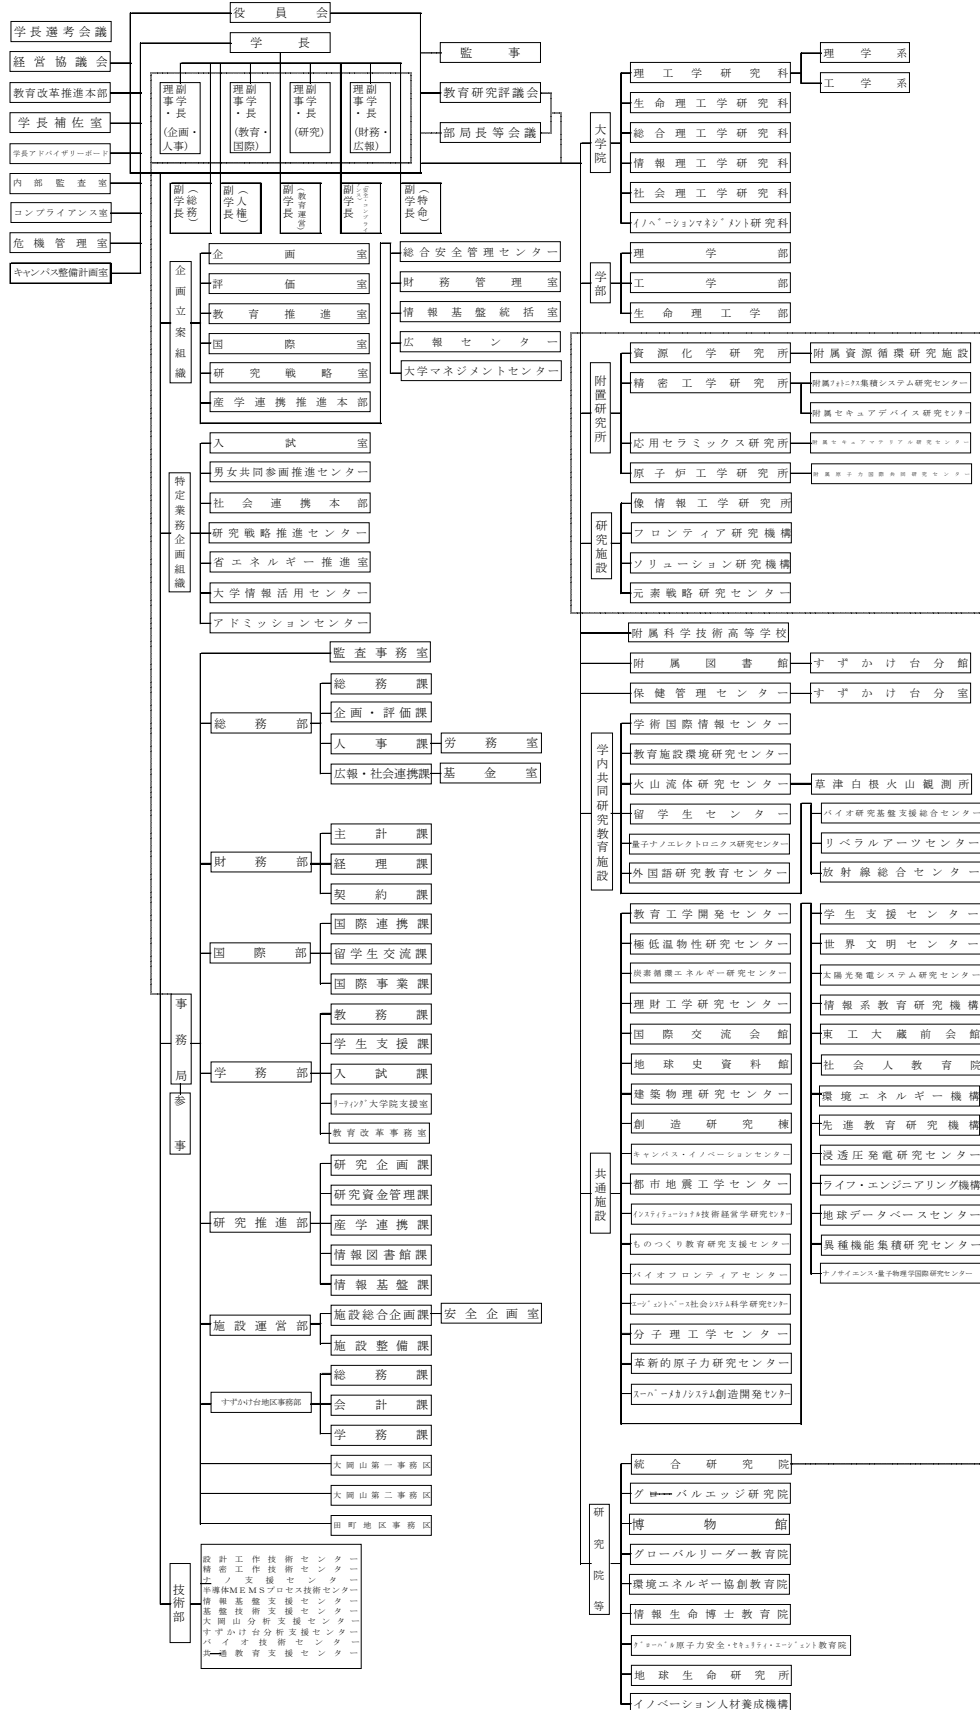 役員会
学長
学長選考会議
経営協議会
教育改革推進本部
学長補佐室
学長アドバイザリーボード
内部監査室
コンプライアンス室
危機管理室
キャンパス整備計画室
監事
教育研究評議会
部局長等会議
理事・副学長(企画・人事)
理事・副学長(教育・国際)
理事・副学長(研究)
理事・副学長(財務・広報)
副学長(総務)
副学長(人権)
副学長(教育運営)
副学長
副学長(特命)
企画立案組織
企画室
評価室
教育推進室
国際室
研究戦略室
産学連携推進本部
総合安全管理センター
財務管理室
情報基盤統括室
広報センター
大学マネジメントセンター
特定業務企画組織
入試室
男女共同参画推進センター
社会連携本部
研究戦略推進センター
省エネルギー推進室
大学情報活用センター
アドミッションセンター
事務局
参事
監査事務室
総務部
総務課
企画・評価課
人事課
労務室
広報・社会連携課
基金室
財務部
主計課
経理課
契約課
国際部
国際連携課
留学生交流課
国際事業課
学務部
教務課
学生支援課
入試課
リーディング大学院支援室
教育改革事務室
研究推進部
研究企画課
研究資金管理課
産学連携課
情報図書館課
情報基盤課
施設運営部
施設総合企画課
安全企画室
施設整備課
すずかけ台地区事務部
総務課
会計課
学務課
大岡山第一事務区
大岡山第二事務区
田町地区事務区
技術部
設計工作技術センター
精密工作技術センター
ナノ支援センター
半導体MEMSプロセス技術センター
情報基盤支援センター
基盤技術支援センター
大岡山分析支援センター
すずかけ台分析支援センター
バイオ技術センター
共通教育支援センター
大学院
理工学研究科
理学系
工学系
生命理工学研究科
総合理工学研究科
情報理工学研究科
社会理工学研究科
イノベーションマネジメント研究科
学部
理学部
工学部
生命理工学部
附置研究所
資源化学研究所
附属資源循環研究施設
精密工学研究所
附属フォトニクス集積システム研究センター
附属セキュアデバイス研究センター
応用セラミックス研究所
附属セキュアマテリアル研究センター
原子炉工学研究所
附属原子力国際共同研究センター
研究施設
像情報工学研究所
フロンティア研究機構
ソリューション研究機構
元素戦略研究センター
附属科学技術高等学校
附属図書館
すずかけ台分館
保健管理センター
すずかけ台分室
学内共同研究教育施設
学術国際情報センター
教育施設環境研究センター
火山流体研究センター
草津白根火山観測所
留学生センター
量子ナノエレクトロニクス研究センター
外国語研究教育センター
バイオ研究基盤支援総合センター
リベラルアーツセンター
放射線総合センター
共通施設
教育工学開発センター
極低温物性研究センター
炭素循環エネルギー研究センター
理財工学研究センター
国際交流会館
地球史資料館
建築物理研究センター
創造研究棟
キャンパス・イノベーションセンター
都市地震工学センター
インスティテューショナル技術経営学研究センター
ものつくり教育研究支援センター
バイオフロンティアセンター
エージェントベース社会システム科学研究センター
分子理工学センター
革新的原子力研究センター
スーパーメカノシステム創造開発センター
学生支援センター
世界文明センター
太陽光発電システム研究センター
情報系教育研究機構
東工大蔵前会館
社会人教育院
環境エネルギー機構
先進教育研究機構
浸透圧発電研究センター
ライフ・エンジニアリング機構
地球データベースセンター
異種機能集積研究センター
ナノサイエンス・量子物理学国際研究センター
研究院等
統合研究院
グローバルエッジ研究院
博物館
グローバルリーダー教育院
環境エネルギー協創教育院
情報生命博士教育院
グローバル原子力安全・セキュリティ・エージェント教育院
地球生命研究所
イノベーション人材養成機構